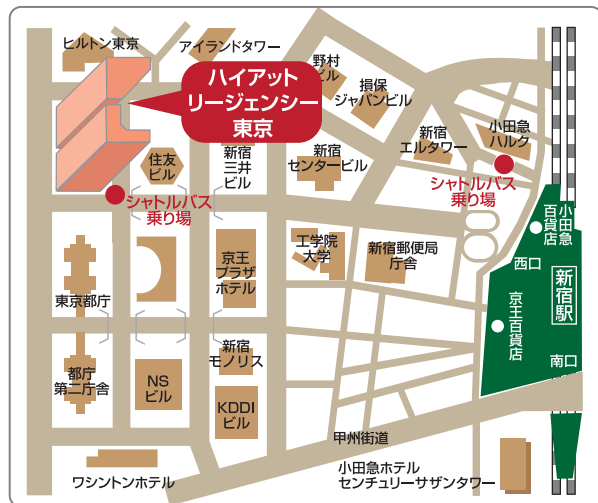 ヒルトン東京
アイランドタワー
ハイアット
リージェンシー
東京
野村
ビル
損保
ジャパンビル
新宿
エルタワー
小田急
ハルク
住友
ビル
新宿
三井
ビル
新宿
センタービル
シャトルバス
乗り場
シャトルバス
乗り場
小田急
百貨店
工学院
大学
新宿郵便局
庁舎
京王
プラザ
ホテル
西口
新宿駅
東京都庁
京王百貨店
新宿
モノリス
南口
都庁
第二庁舎
NS
ビル
KDDI
ビル
甲州街道
ワシントンホテル
小田急ホテル
センチュリーサザンタワー